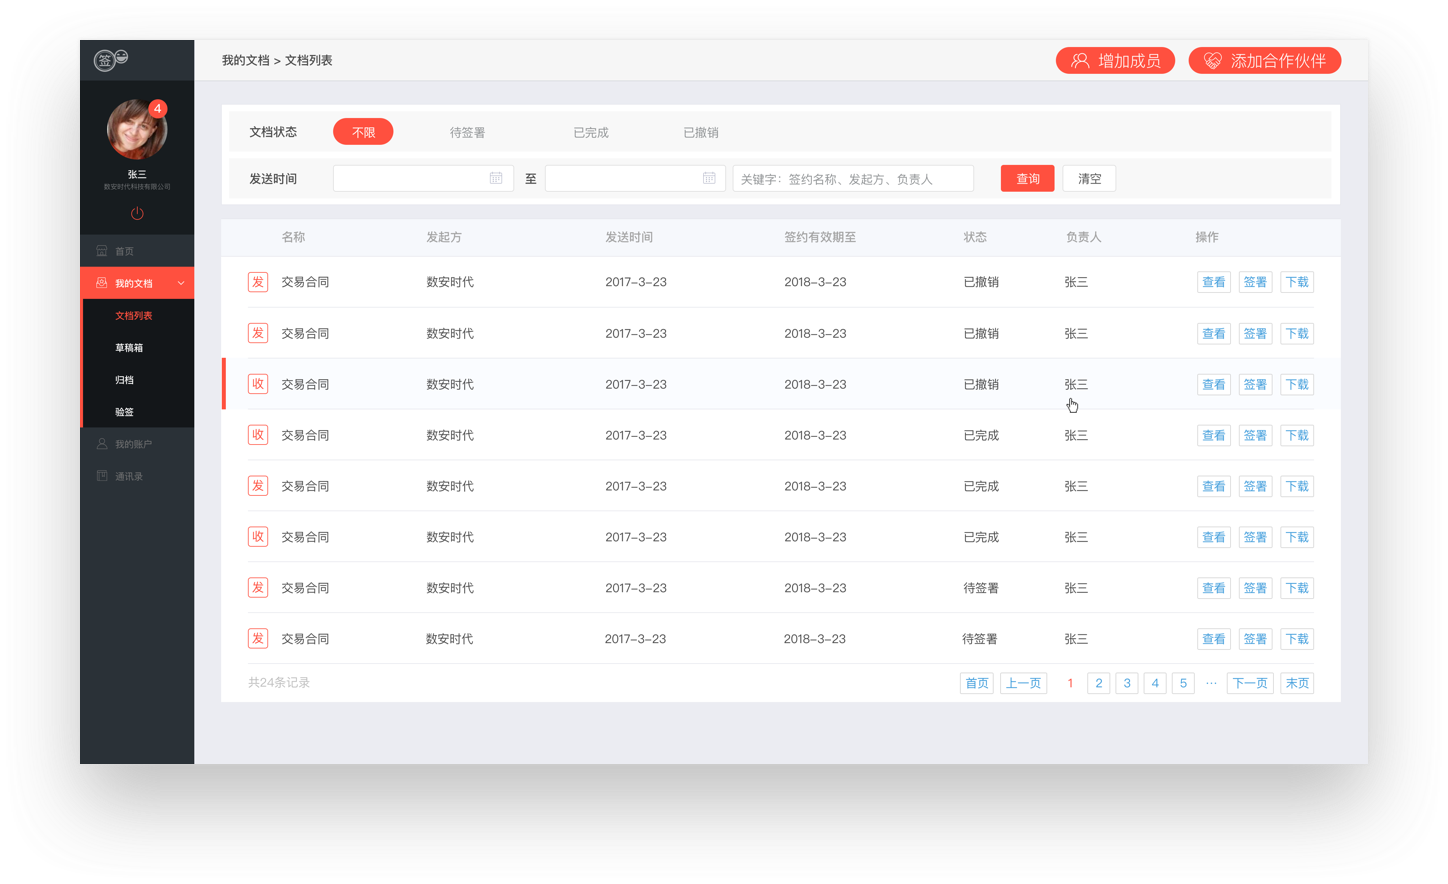 签
我的文档 > 文档列表
增加成员
添加合作伙伴
4
张三
数安时代科技有限公司
首页
我的文档
文档列表
草稿箱
归档
验签
我的账户
通讯录
文档状态 不限 待签署 已完成 已撤销
发送时间 至 关键字：签约名称、发起方、负责人 查询 清空
名称 发起方 发送时间 签约有效期至 状态 负责人 操作
发 交易合同 数安时代 2017-3-23 2018-3-23 已撤销 张三 查看 签署 下载
发 交易合同 数安时代 2017-3-23 2018-3-23 已撤销 张三 查看 签署 下载
收 交易合同 数安时代 2017-3-23 2018-3-23 已撤销 张三 查看 签署 下载
收 交易合同 数安时代 2017-3-23 2018-3-23 已完成 张三 查看 签署 下载
发 交易合同 数安时代 2017-3-23 2018-3-23 已完成 张三 查看 签署 下载
收 交易合同 数安时代 2017-3-23 2018-3-23 已完成 张三 查看 签署 下载
发 交易合同 数安时代 2017-3-23 2018-3-23 待签署 张三 查看 签署 下载
发 交易合同 数安时代 2017-3-23 2018-3-23 待签署 张三 查看 签署 下载
共24条记录 首页 上一页 1 2 3 4 5 ··· 下一页 末页